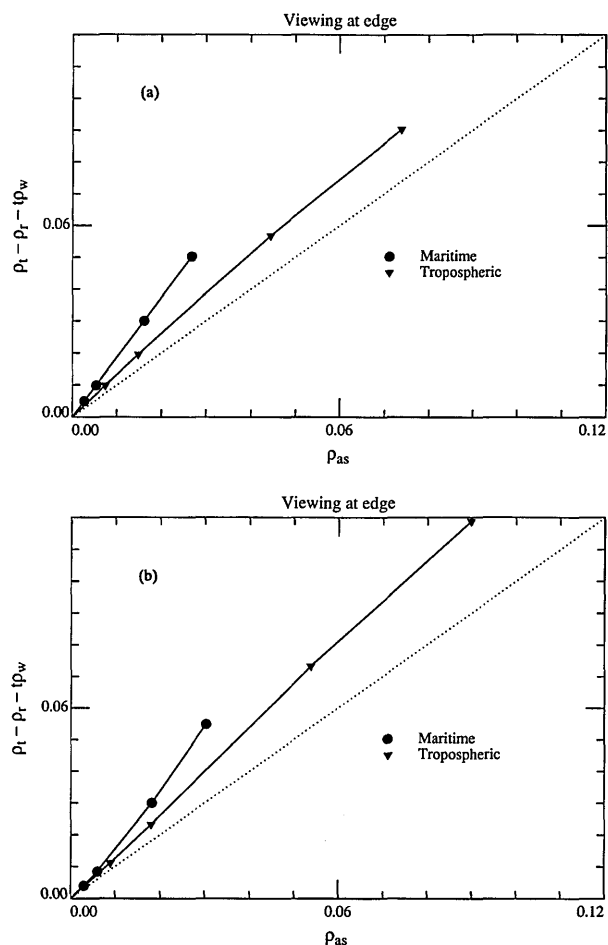 Viewing at edge
(a)
0.06
ρt – ρr – tρw
Maritime
Tropospheric
0.00
0.00 0.06 0.12
ρas
Viewing at edge
(b)
0.06
ρt – ρr – tρw
Maritime
Tropospheric
0.00
0.00 0.06 0.12
ρas